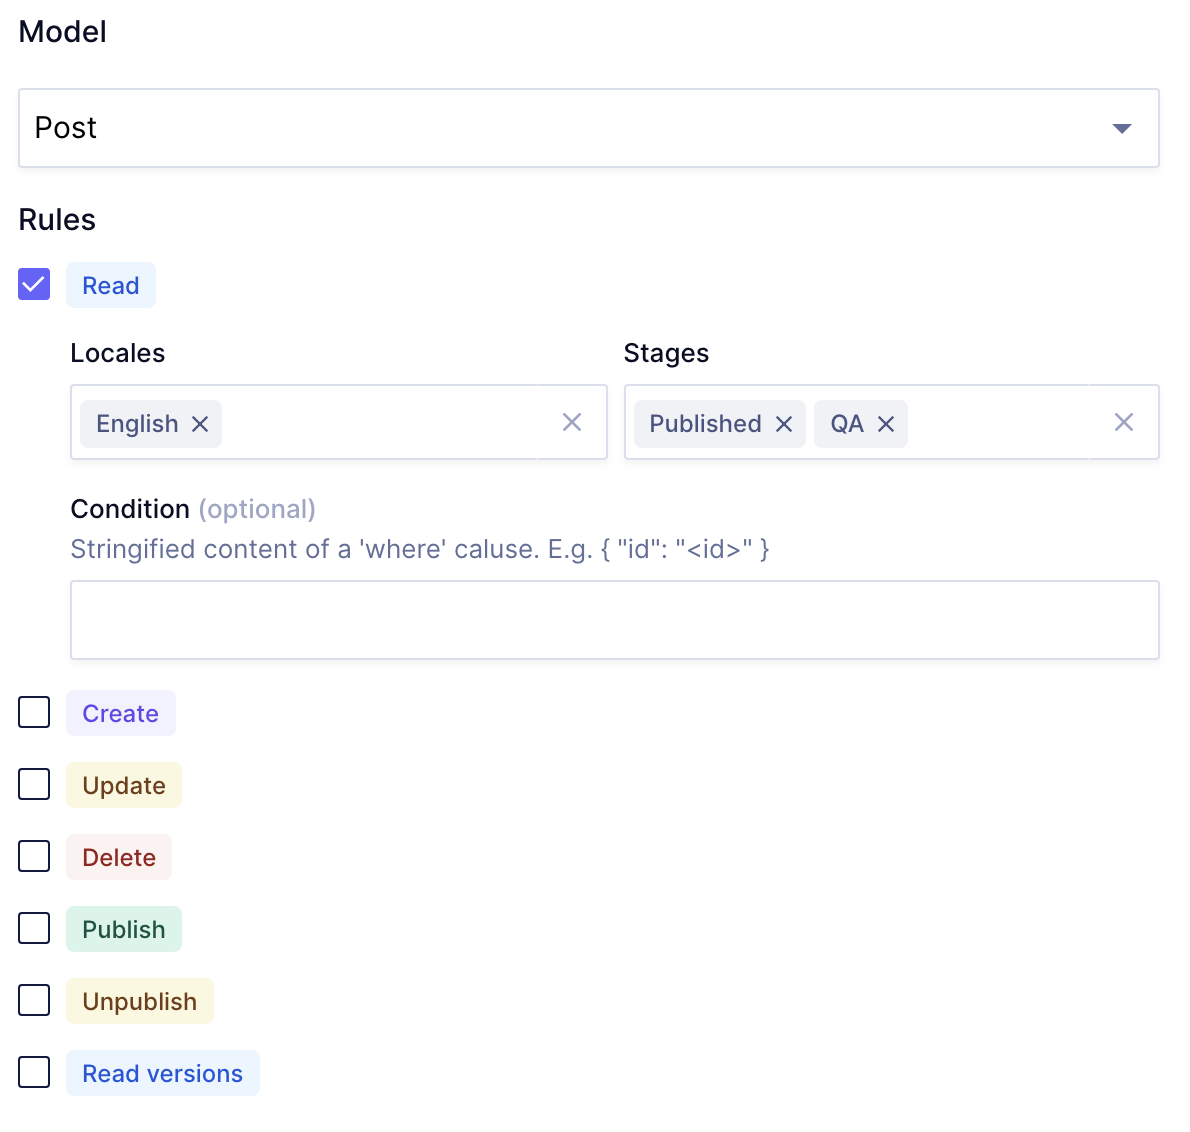 Model
Post
Rules
Read
Locales
Stages
English
Published QA
Condition (optional)
Stringified content of a 'where' caluse. E.g. { "id": "<id>" }
Create
Update
Delete
Publish
Unpublish
Read versions